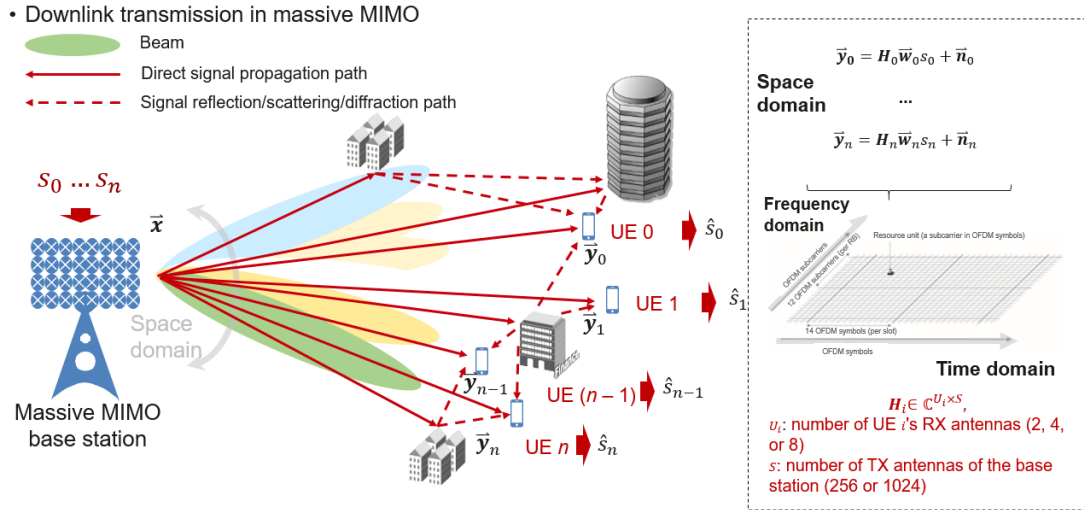 • Downlink transmission in massive MIMO
Beam
Direct signal propagation path
Signal reflection/scattering/diffraction path
s₀ … sₙ
x⃗
Space
domain
Massive MIMO
base station
UE 0
ŝ₀
y⃗₀
UE 1
ŝ₁
y⃗₁
y⃗ₙ₋₁
UE (n – 1)
ŝₙ₋₁
y⃗ₙ
UE n
ŝₙ
Space
domain
y⃗₀ = H₀w⃗₀s₀ + n⃗₀
...
y⃗ₙ = Hₙw⃗ₙsₙ + n⃗ₙ
Frequency
domain
Resource unit (a subcarrier in OFDM symbols)
OFDM subcarriers
12 OFDM subcarriers (per RB)
14 OFDM symbols (per slot)
OFDM symbols
Time domain
Hᵢ ∈ ℂ^{Uᵢ×S},
Uᵢ: number of UE i's RX antennas (2, 4,
or 8)
S: number of TX antennas of the base
station (256 or 1024)